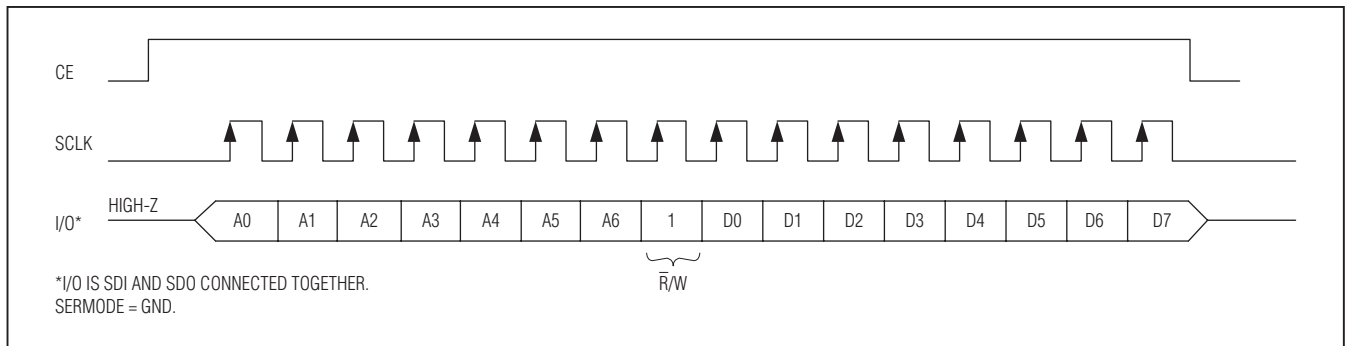 CE
SCLK
I/O* HIGH-Z A0 A1 A2 A3 A4 A5 A6 1 D0 D1 D2 D3 D4 D5 D6 D7
R̅/W
*I/O IS SDI AND SDO CONNECTED TOGETHER.
SERMODE = GND.